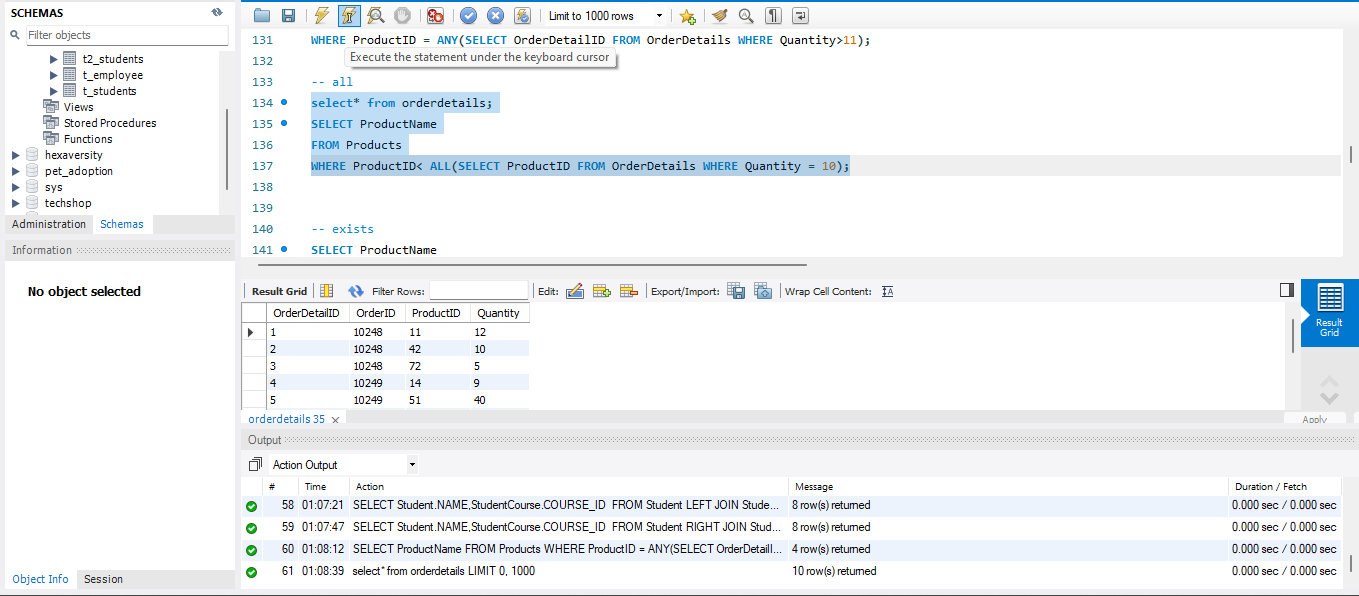 SCHEMAS
Filter objects
t2_students
t_employee
t_students
Views
Stored Procedures
Functions
hexaversity
pet_adoption
sys
techshop
Administration Schemas
Information
No object selected
Object Info Session
Limit to 1000 rows
131 WHERE ProductID = ANY(SELECT OrderDetailID FROM OrderDetails WHERE Quantity>11);
Execute the statement under the keyboard cursor
132
133 -- all
134 select* from orderdetails;
135 SELECT ProductName
136 FROM Products
137 WHERE ProductID< ALL(SELECT ProductID FROM OrderDetails WHERE Quantity = 10);
138
139
140 -- exists
141 SELECT ProductName
Result Grid Filter Rows: Edit: Export/Import: Wrap Cell Content: IA
OrderDetailID OrderID ProductID Quantity
1 10248 11 12
2 10248 42 10
3 10248 72 5
4 10249 14 9
5 10249 51 40
Result
Grid
orderdetails 35 Apply
Output
Action Output
# Time Action Message Duration / Fetch
58 01:07:21 SELECT Student.NAME,StudentCourse.COURSE_ID FROM Student LEFT JOIN Stude... 8 row(s) returned 0.000 sec / 0.000 sec
59 01:07:47 SELECT Student.NAME,StudentCourse.COURSE_ID FROM Student RIGHT JOIN Stud... 8 row(s) returned 0.000 sec / 0.000 sec
60 01:08:12 SELECT ProductName FROM Products WHERE ProductID = ANY(SELECT OrderDetailI... 4 row(s) returned 0.000 sec / 0.000 sec
61 01:08:39 select* from orderdetails LIMIT 0, 1000 10 row(s) returned 0.000 sec / 0.000 sec